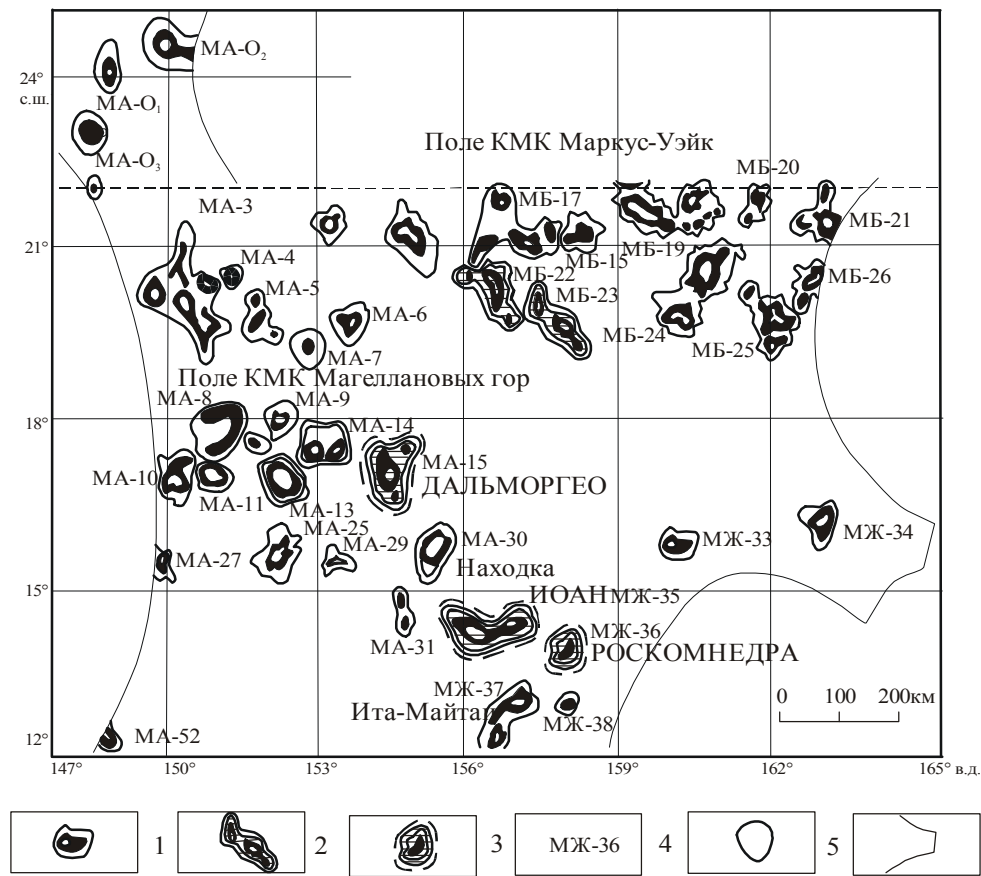 МА-О₂
24°
с.ш.
МА-О₁
Поле КМК Маркус-Уэйк
МА-О₃
МБ-20
МА-3
МБ-17
МБ-21
21°
МБ-19
МБ-15
МА-4
МБ-22
МБ-26
МА-5
МБ-23
МА-6
МБ-24
МБ-25
МА-7
Поле КМК Магеллановых гор
МА-8
МА-9
18°
МА-14
МА-15
МА-10
ДАЛЬМОРГЕО
МА-11
МА-13
МА-25
МЖ-34
МА-29
МА-30
МЖ-33
МА-27
Находка
15°
ИОАН МЖ-35
МЖ-36
МА-31
РОСКОМНЕДРА
МЖ-37
0 100 200км
Ита-Майтаи
МЖ-38
12°
МА-52
147° 150° 153° 156° 159° 162° 165° в.д.
1 2 3 МЖ-36 4 5